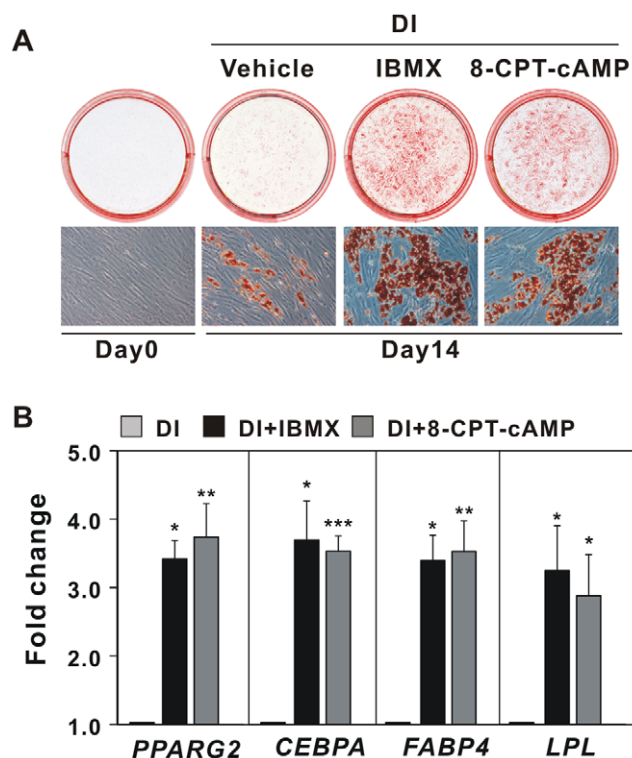 A
DI
Vehicle IBMX 8-CPT-cAMP
Day0 Day14
B
DI DI+IBMX DI+8-CPT-cAMP
5.0
4.0
3.0
2.0
1.0
Fold change
* ** * *** * ** * *
PPARG2 CEBPA FABP4 LPL